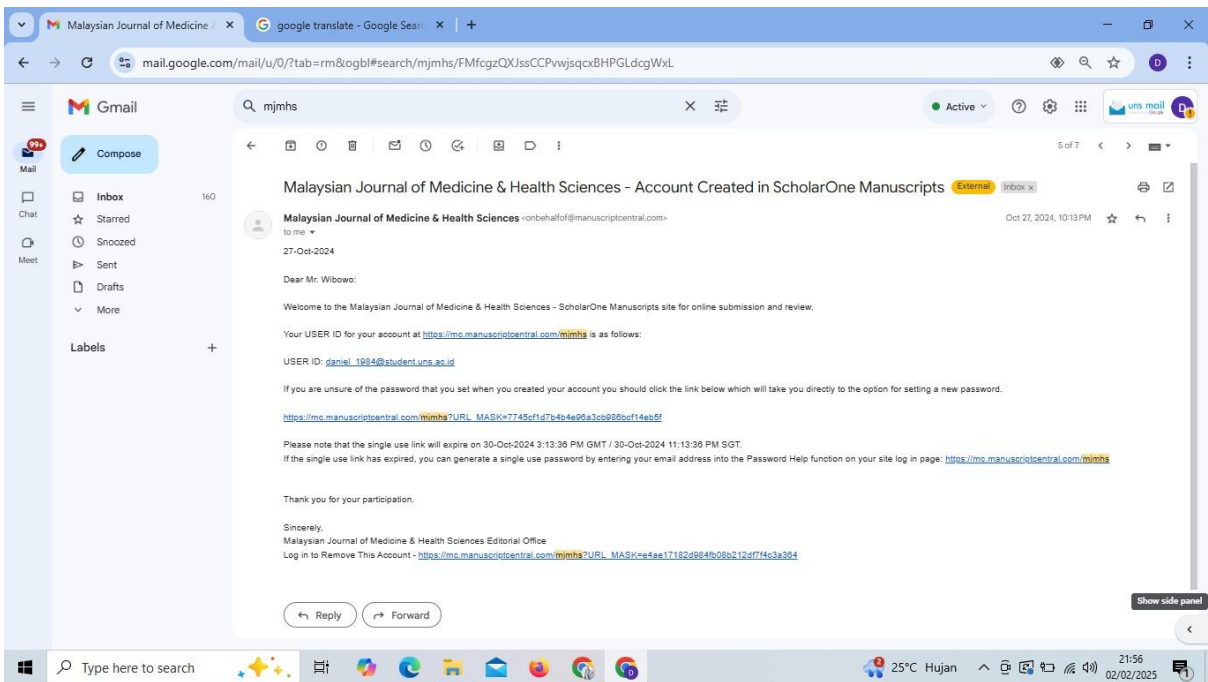 Malaysian Journal of Medicine &
google translate - Google Searc
mail.google.com/mail/u/0/?tab=rm&ogbl#search/mjmhs/FMfcgzQXJssCCPvwjsqcxBHPGLdcgWxL
D
Gmail
mjmhs
Active
uns mail
99+
Mail
Chat
Meet
Compose
Inbox 160
Starred
Snoozed
Sent
Drafts
More
Labels
5 of 7
Malaysian Journal of Medicine & Health Sciences - Account Created in ScholarOne Manuscripts External Inbox x
Malaysian Journal of Medicine & Health Sciences <onbehalfof@manuscriptcentral.com>
Oct 27, 2024, 10:13 PM
to me
27-Oct-2024
Dear Mr. Wibowo:
Welcome to the Malaysian Journal of Medicine & Health Sciences - ScholarOne Manuscripts site for online submission and review.
Your USER ID for your account at https://mc.manuscriptcentral.com/mjmhs is as follows:
USER ID: daniel_1984@student.uns.ac.id
If you are unsure of the password that you set when you created your account you should click the link below which will take you directly to the option for setting a new password.
https://mc.manuscriptcentral.com/mjmhs?URL_MASK=7745cf1d7b4b4e96a3cb986bcf14eb5f
Please note that the single use link will expire on 30-Oct-2024 3:13:36 PM GMT / 30-Oct-2024 11:13:36 PM SGT.
If the single use link has expired, you can generate a single use password by entering your email address into the Password Help function on your site log in page: https://mc.manuscriptcentral.com/mjmhs
Thank you for your participation.
Sincerely,
Malaysian Journal of Medicine & Health Sciences Editorial Office
Log in to Remove This Account - https://mc.manuscriptcentral.com/mjmhs?URL_MASK=e4ae17182d984fb08b212df7f4c3a364
Reply
Forward
Show side panel
Type here to search
25°C Hujan
21:56
02/02/2025